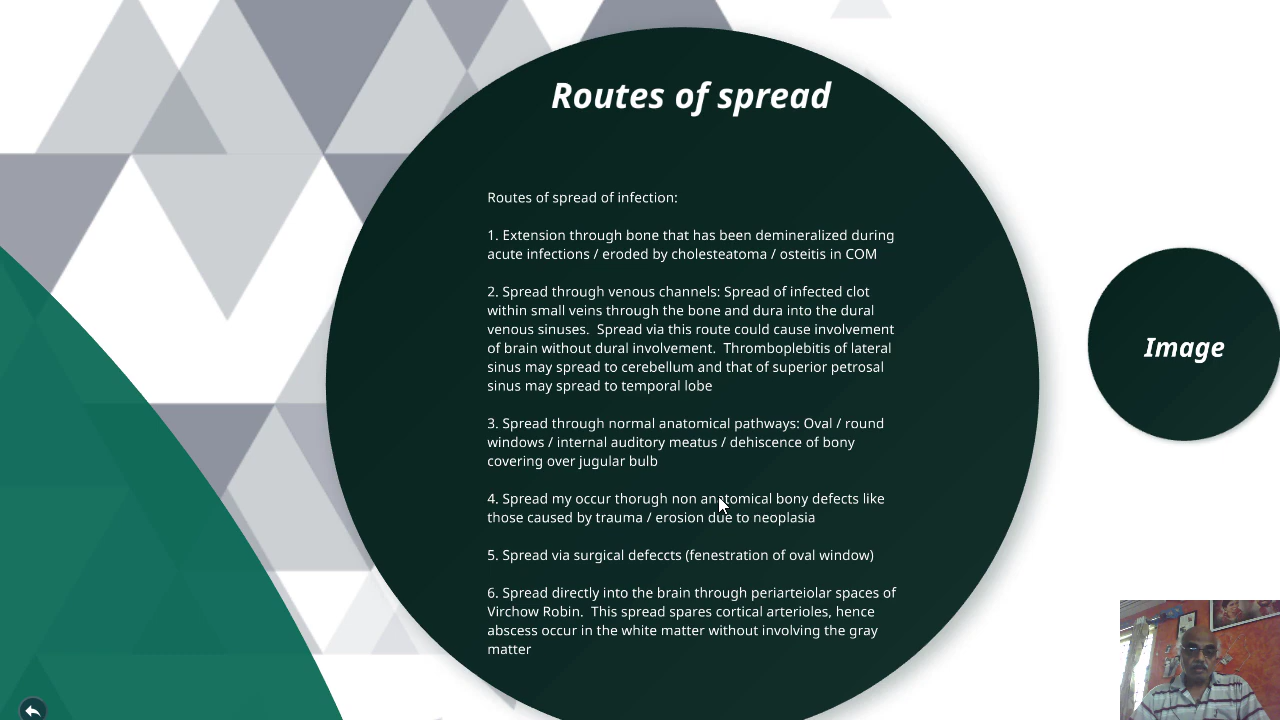 Routes of spread
Routes of spread of infection:
1. Extension through bone that has been demineralized during
acute infections / eroded by cholesteatoma / osteitis in COM
2. Spread through venous channels: Spread of infected clot
within small veins through the bone and dura into the dural
venous sinuses.  Spread via this route could cause involvement
of brain without dural involvement.  Thromboplebitis of lateral
sinus may spread to cerebellum and that of superior petrosal
sinus may spread to temporal lobe
3. Spread through normal anatomical pathways: Oval / round
windows / internal auditory meatus / dehiscence of bony
covering over jugular bulb
4. Spread my occur thorugh non anatomical bony defects like
those caused by trauma / erosion due to neoplasia
5. Spread via surgical defeccts (fenestration of oval window)
6. Spread directly into the brain through periarteiolar spaces of
Virchow Robin.  This spread spares cortical arterioles, hence
abscess occur in the white matter without involving the gray
matter
Image